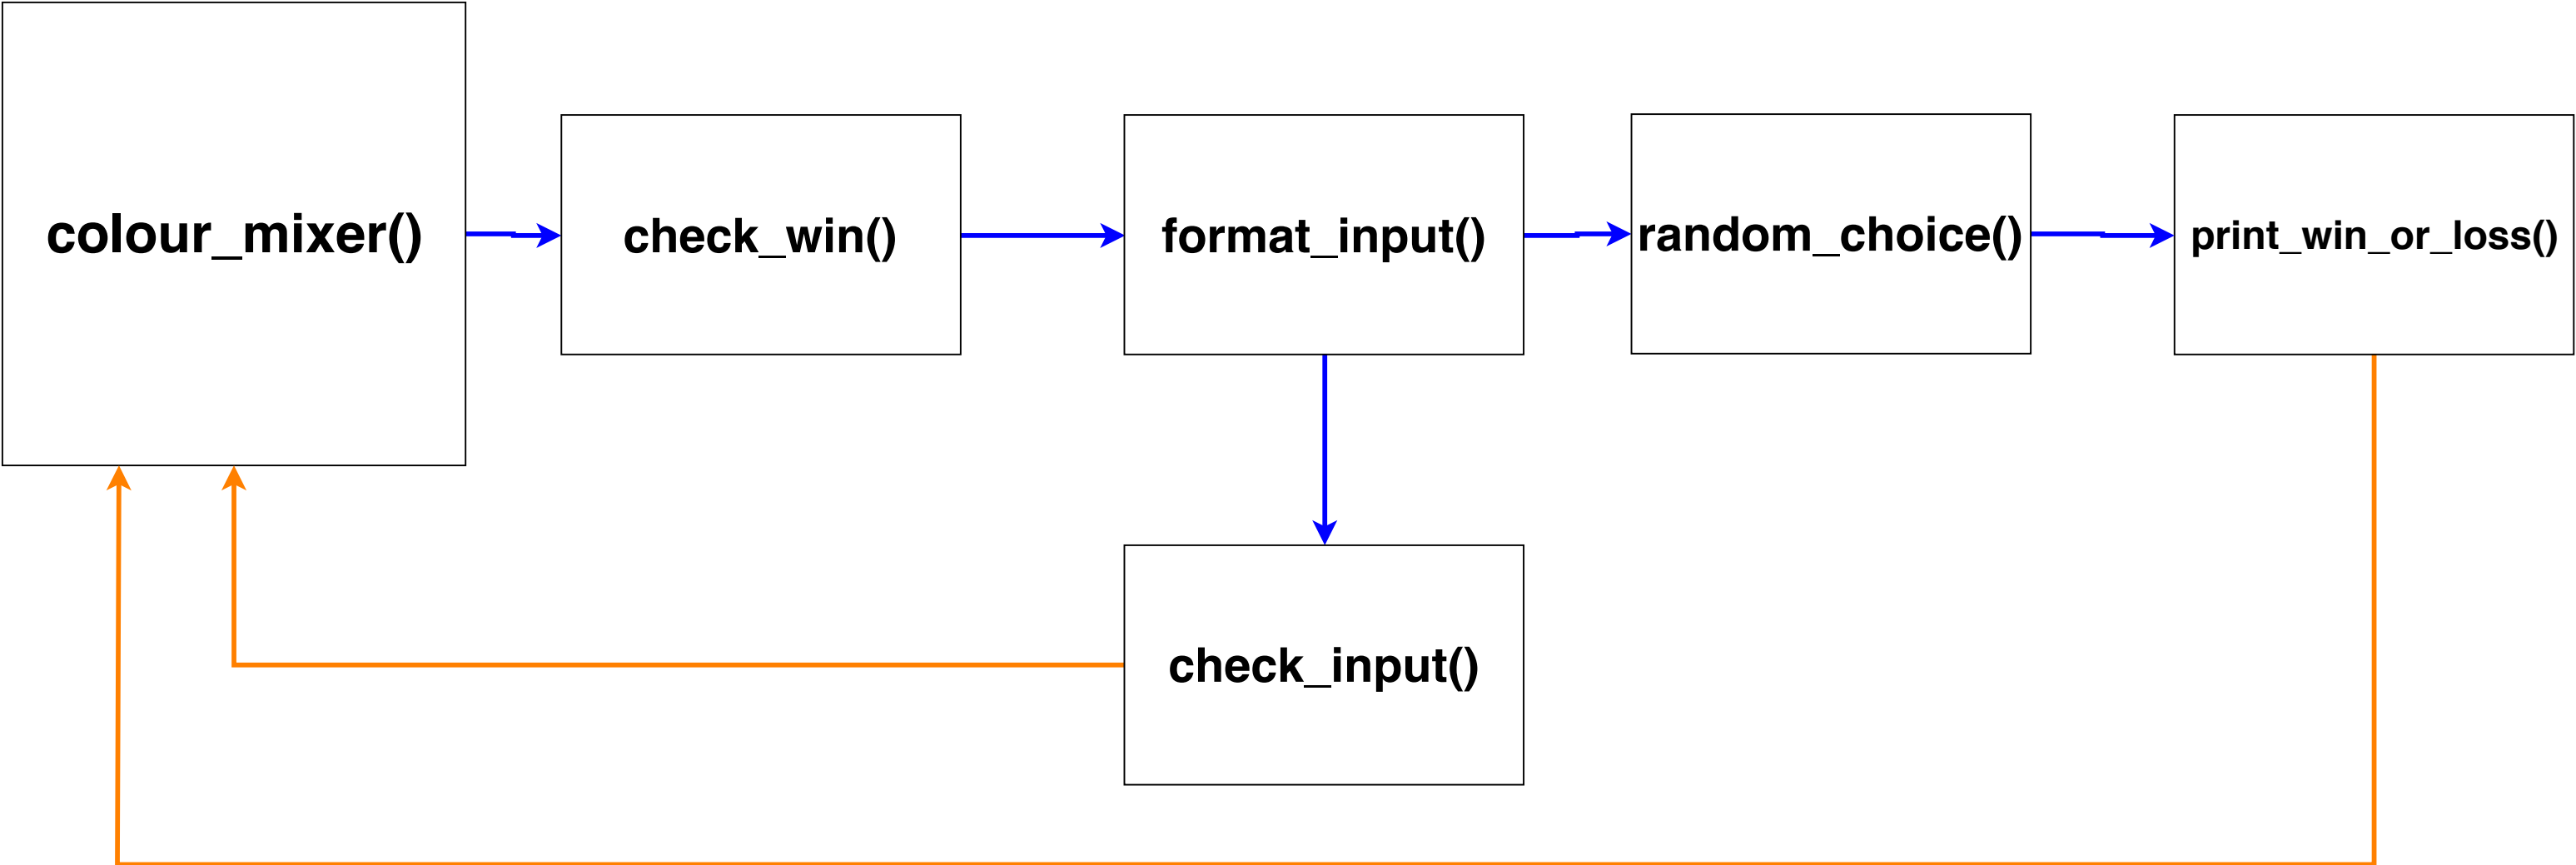 colour_mixer()
check_win()
format_input()
random_choice()
print_win_or_loss()
check_input()